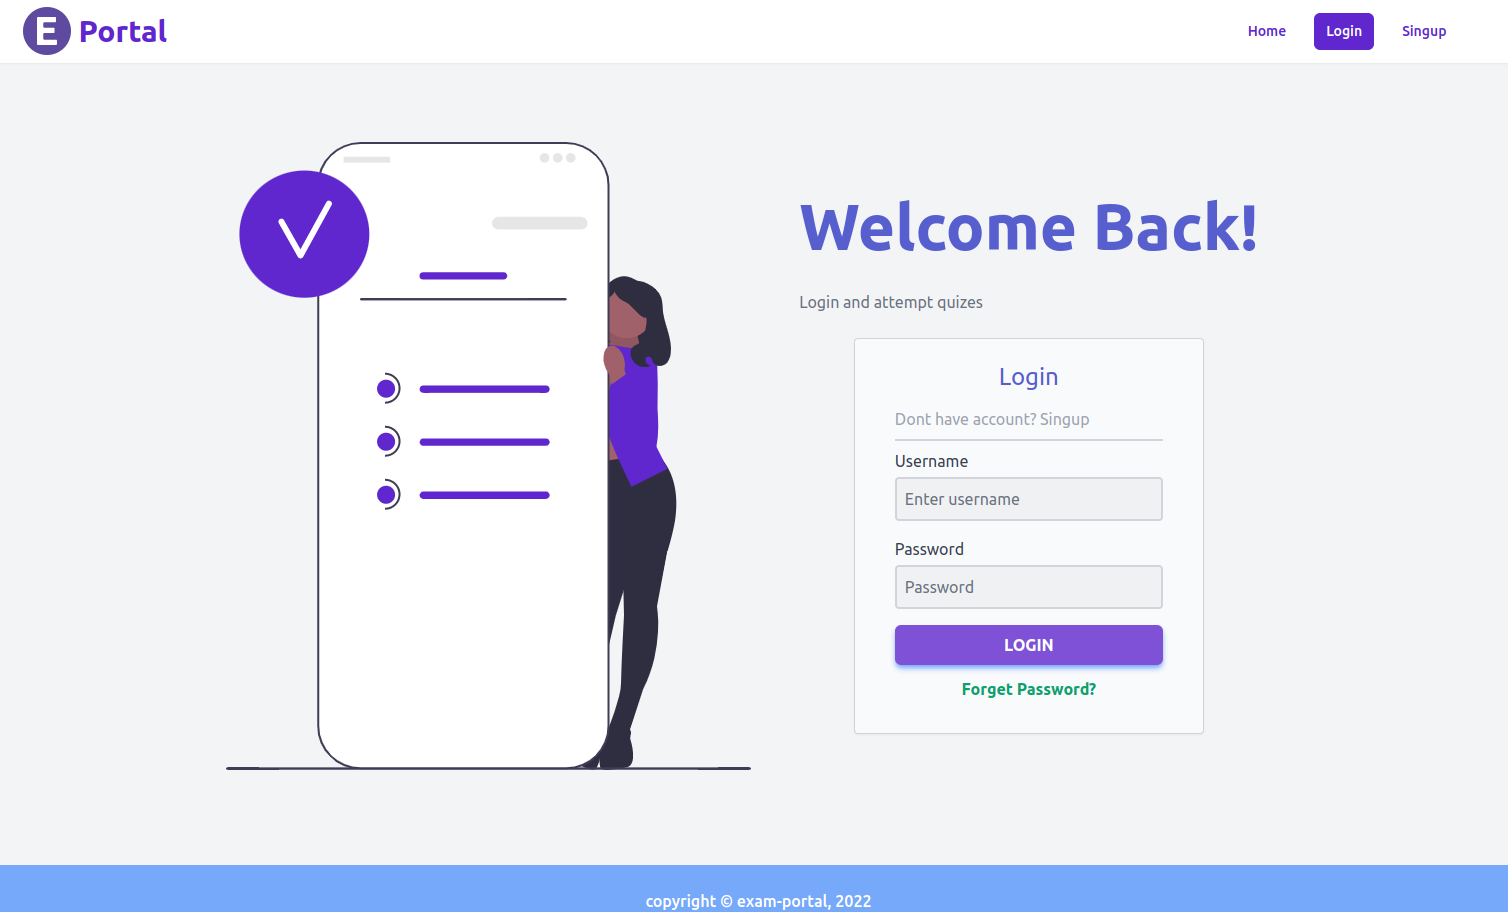 E Portal
Home
Login
Singup
Welcome Back!
Login and attempt quizes
Login
Dont have account? Singup
Username
Enter username
Password
Password
LOGIN
Forget Password?
copyright © exam-portal, 2022